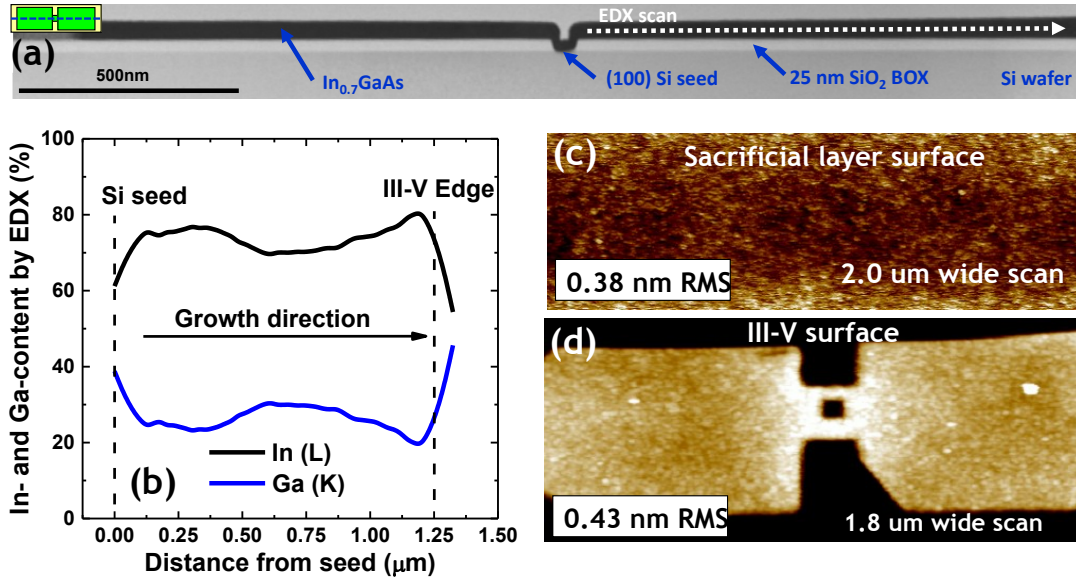 (a)
EDX scan
500nm
In0.7GaAs
(100) Si seed
25 nm SiO2 BOX
Si wafer
In- and Ga-content by EDX (%)
100
80
60
40
20
0
Si seed
III-V Edge
Growth direction
In (L)
Ga (K)
(b)
0.00
0.25
0.50
0.75
1.00
1.25
1.50
Distance from seed (μm)
(c)
Sacrificial layer surface
0.38 nm RMS
2.0 um wide scan
(d)
III-V surface
0.43 nm RMS
1.8 um wide scan